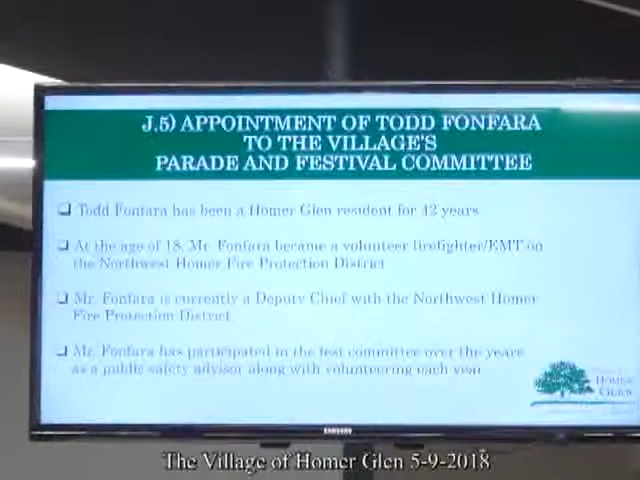 J.5) APPOINTMENT OF TODD FONFARA
TO THE VILLAGE'S
PARADE AND FESTIVAL COMMITTEE
❑ Todd Fonfara has been a Homer Glen resident for 42 years
❑ At the age of 18, Mr. Fonfara became a volunteer firefighter/EMT on
the Northwest Homer Fire Protection District
❑ Mr. Fonfara is currently a Deputy Chief with the Northwest Homer
Fire Protection District
❑ Mr. Fonfara has participated in the fest committee over the years
as a public safety advisor along with volunteering each year
HOMER
GLEN
SAMSUNG
The Village of Homer Glen 5-9-2018